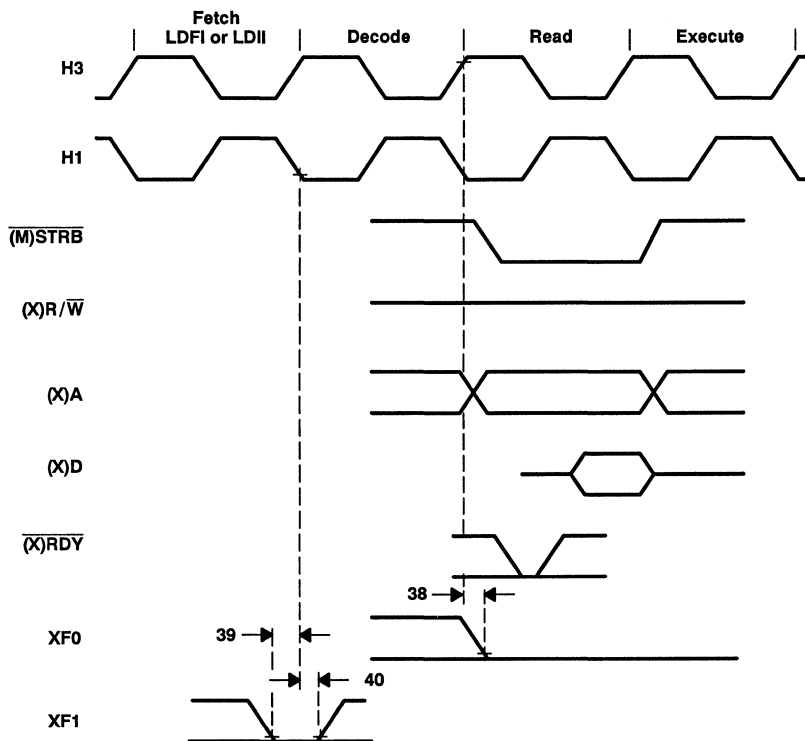 Fetch
LDFI or LDII Decode Read Execute
H3
H1
(M)STRB
(X)R/W
(X)A
(X)D
(X)RDY
38
XF0
39
40
XF1